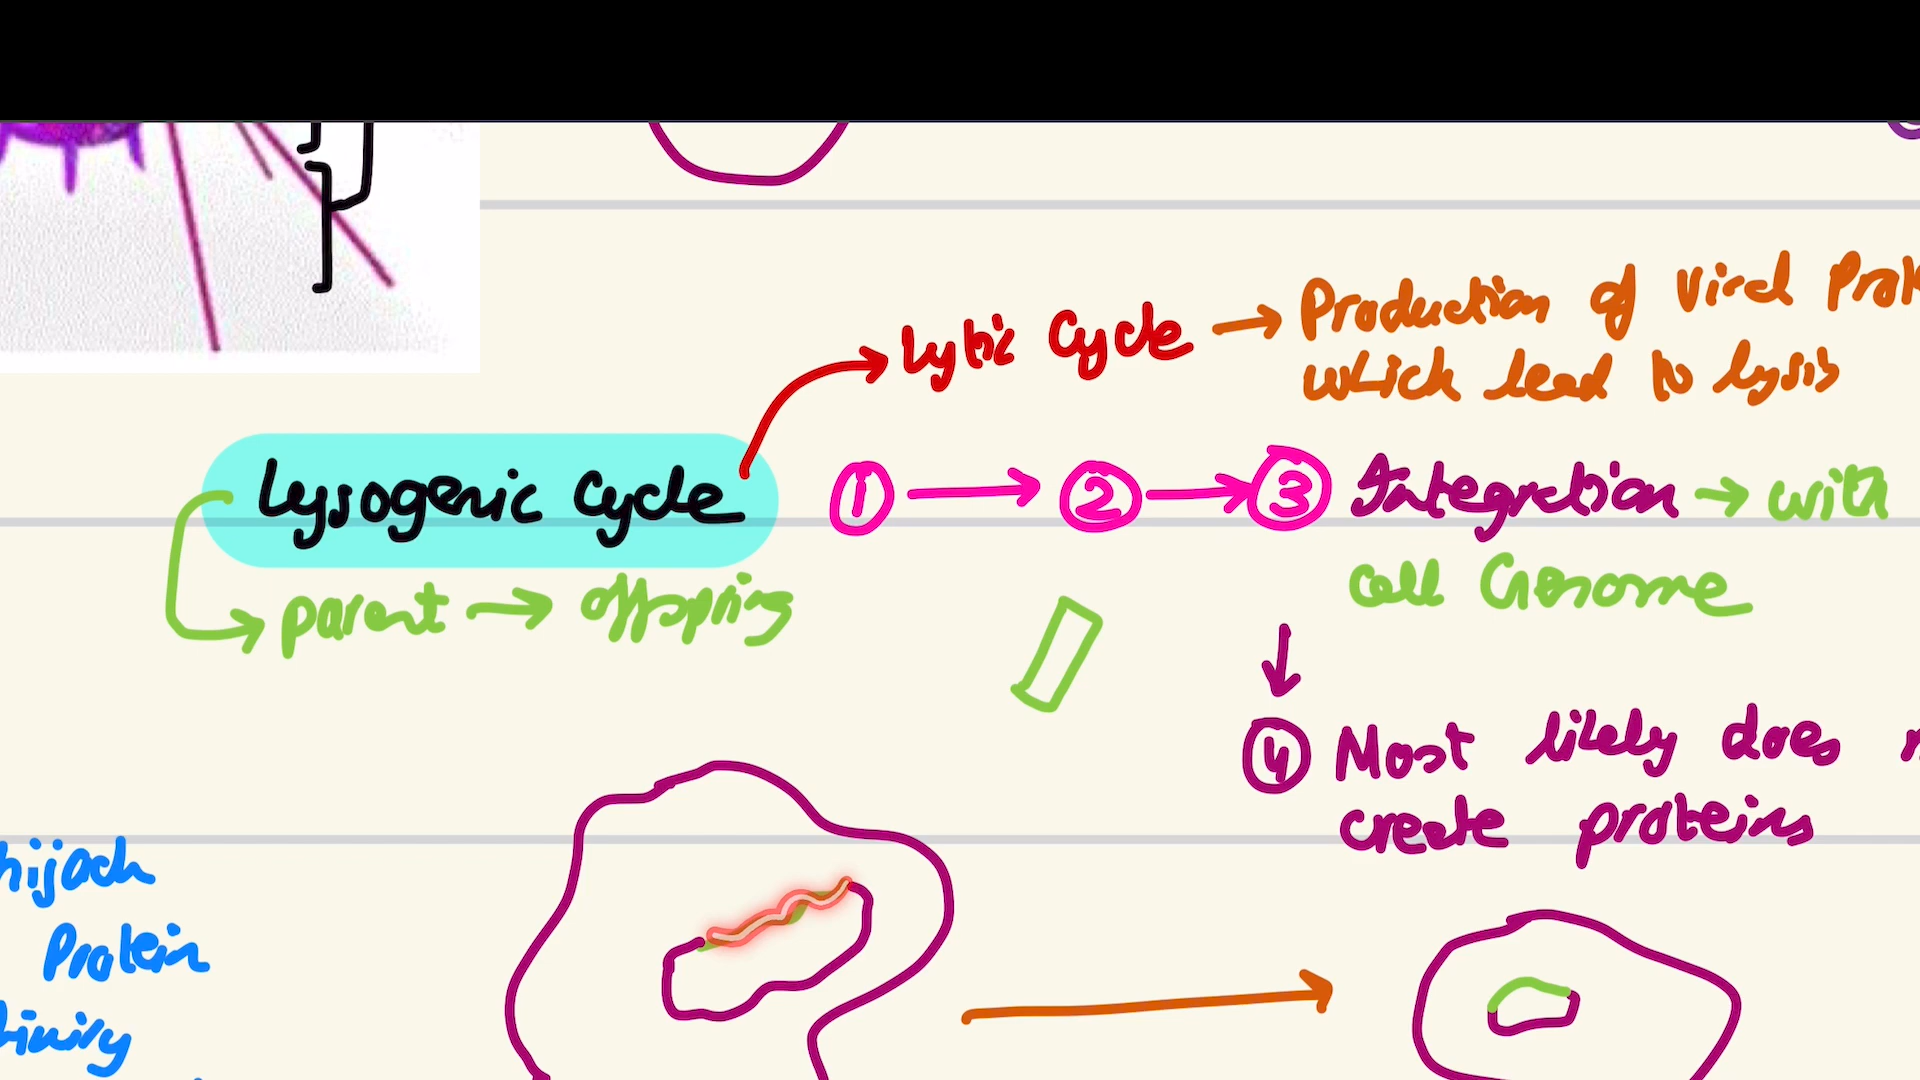 Lytic Cycle → Production of Viral
which lead to lysis
Lysogenic Cycle ① → ② → ③ Integration → with
cell Genome
parent → offspring
④ Most likely does
create proteins
hijack
Protein